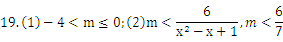 19. (1) − 4 < m ≤ 0; (2)m < 6/(x² − x + 1), m < 6/7